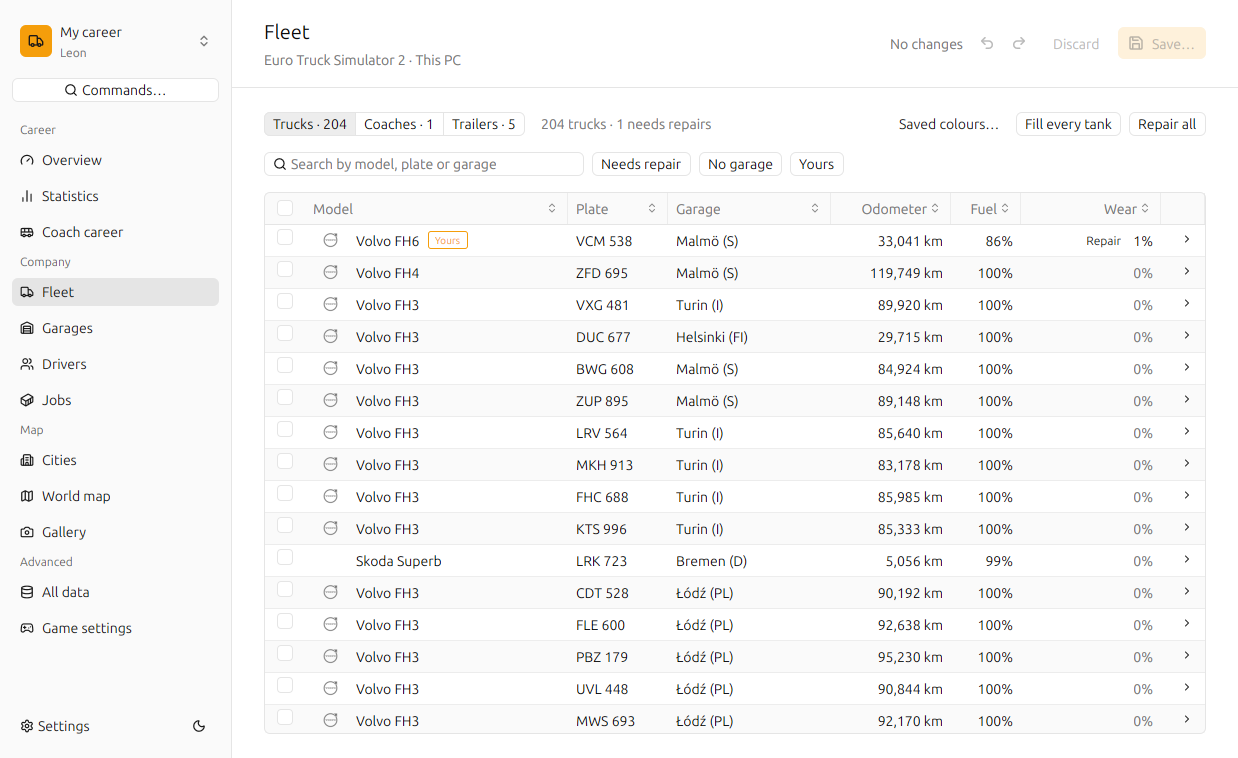 My career
Leon
Commands…
Career
Overview
Statistics
Coach career
Company
Fleet
Garages
Drivers
Jobs
Map
Cities
World map
Gallery
Advanced
All data
Game settings
Settings
Fleet
Euro Truck Simulator 2 · This PC
No changes Discard Save…
Trucks · 204 Coaches · 1 Trailers · 5 204 trucks · 1 needs repairs Saved colours… Fill every tank Repair all
Search by model, plate or garage Needs repair No garage Yours
Model Plate Garage Odometer Fuel Wear
Volvo FH6 Yours VCM 538 Malmö (S) 33,041 km 86% Repair 1%
Volvo FH4 ZFD 695 Malmö (S) 119,749 km 100% 0%
Volvo FH3 VXG 481 Turin (I) 89,920 km 100% 0%
Volvo FH3 DUC 677 Helsinki (FI) 29,715 km 100% 0%
Volvo FH3 BWG 608 Malmö (S) 84,924 km 100% 0%
Volvo FH3 ZUP 895 Malmö (S) 89,148 km 100% 0%
Volvo FH3 LRV 564 Turin (I) 85,640 km 100% 0%
Volvo FH3 MKH 913 Turin (I) 83,178 km 100% 0%
Volvo FH3 FHC 688 Turin (I) 85,985 km 100% 0%
Volvo FH3 KTS 996 Turin (I) 85,333 km 100% 0%
Skoda Superb LRK 723 Bremen (D) 5,056 km 99% 0%
Volvo FH3 CDT 528 Łódź (PL) 90,192 km 100% 0%
Volvo FH3 FLE 600 Łódź (PL) 92,638 km 100% 0%
Volvo FH3 PBZ 179 Łódź (PL) 95,230 km 100% 0%
Volvo FH3 UVL 448 Łódź (PL) 90,844 km 100% 0%
Volvo FH3 MWS 693 Łódź (PL) 92,170 km 100% 0%